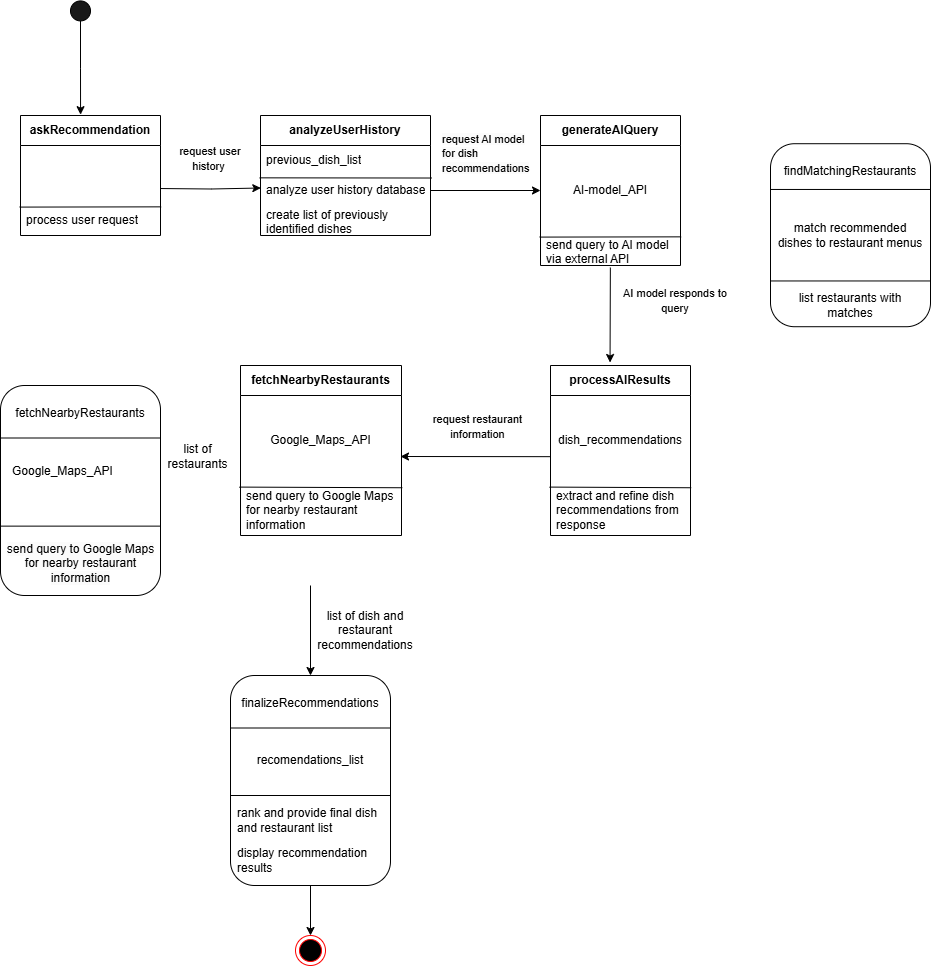 askRecommendation
process user request
request user
history
analyzeUserHistory
previous_dish_list
analyze user history database
create list of previously
identified dishes
request AI model
for dish
recommendations
generateAIQuery
AI-model_API
send query to AI model
via external API
findMatchingRestaurants
match recommended
dishes to restaurant menus
list restaurants with
matches
AI model responds to
query
processAIResults
dish_recommendations
extract and refine dish
recommendations from
response
request restaurant
information
fetchNearbyRestaurants
Google_Maps_API
send query to Google Maps
for nearby restaurant
information
list of
restaurants
fetchNearbyRestaurants
Google_Maps_API
send query to Google Maps
for nearby restaurant
information
list of dish and
restaurant
recommendations
finalizeRecommendations
recomendations_list
rank and provide final dish
and restaurant list
display recommendation
results